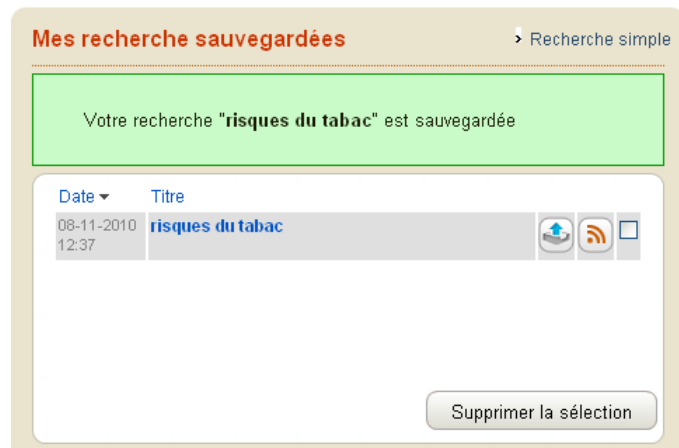 Mes recherche sauvegardées
Recherche simple
Votre recherche "risques du tabac" est sauvegardée
Date Titre
08-11-2010 risques du tabac
12:37
Supprimer la sélection